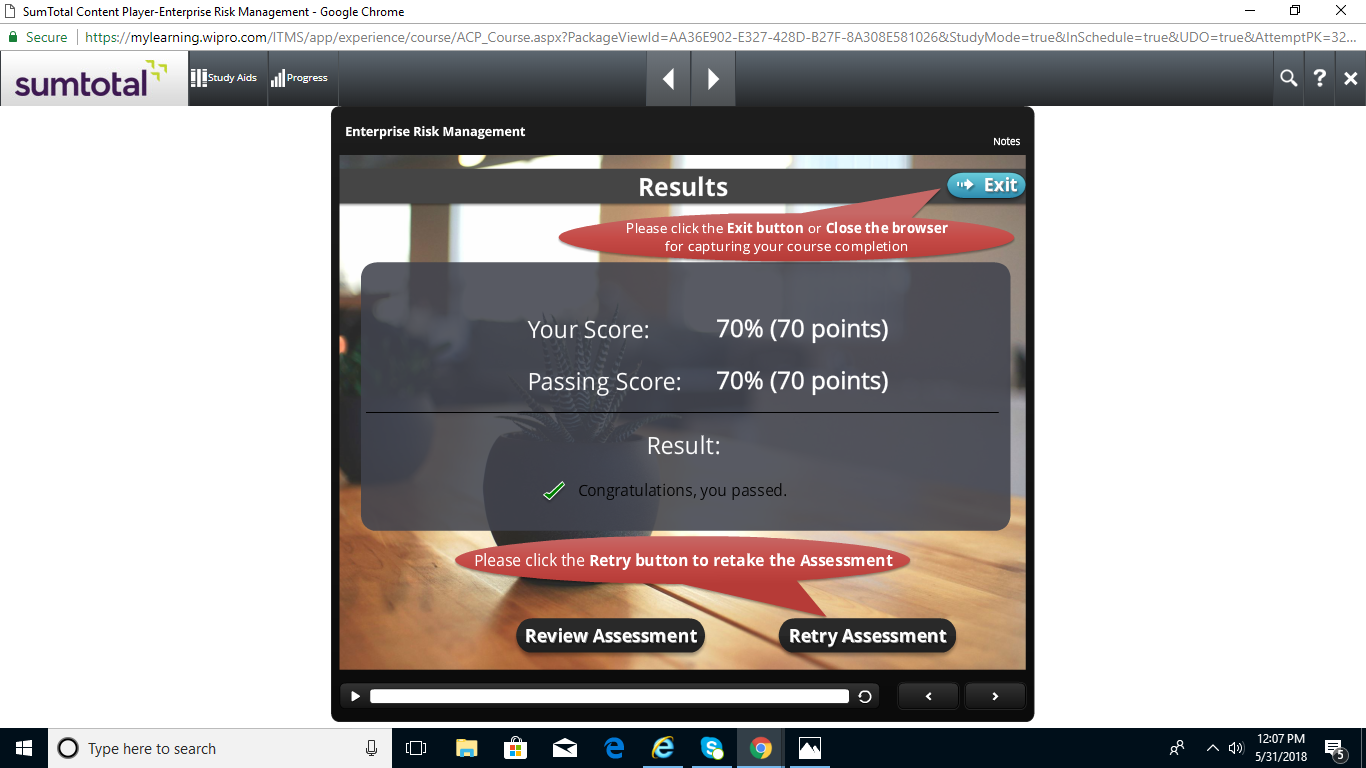 SumTotal Content Player-Enterprise Risk Management - Google Chrome
Secure https://mylearning.wipro.com/ITMS/app/experience/course/ACP_Course.aspx?PackageViewId=AA36E902-E327-428D-B27F-8A308E581026&StudyMode=true&InSchedule=true&UDO=true&AttemptPK=32...
sumtotal Study Aids Progress ?
Enterprise Risk Management
Notes
Results
Exit
Please click the Exit button or Close the browser
for capturing your course completion
Your Score: 70% (70 points)
Passing Score: 70% (70 points)
Result:
Congratulations, you passed.
Please click the Retry button to retake the Assessment
Review Assessment Retry Assessment
Type here to search
12:07 PM
5/31/2018
5